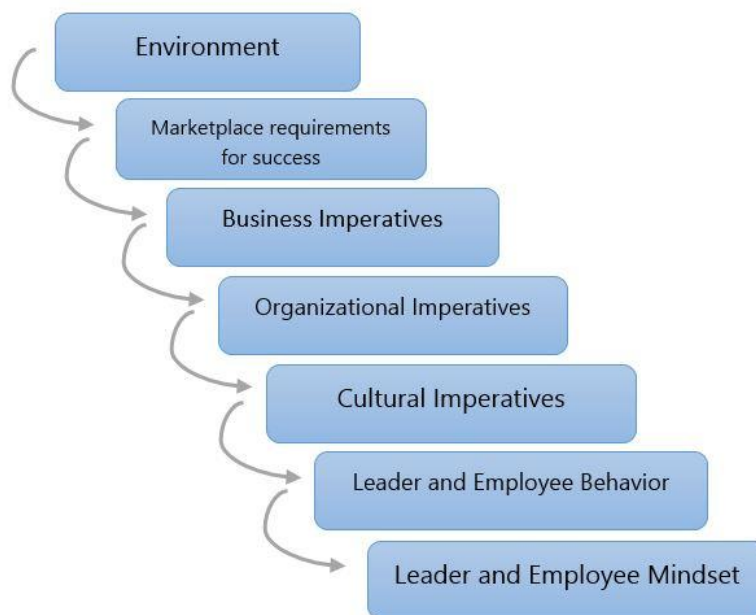 Environment
Marketplace requirements
for success
Business Imperatives
Organizational Imperatives
Cultural Imperatives
Leader and Employee Behavior
Leader and Employee Mindset